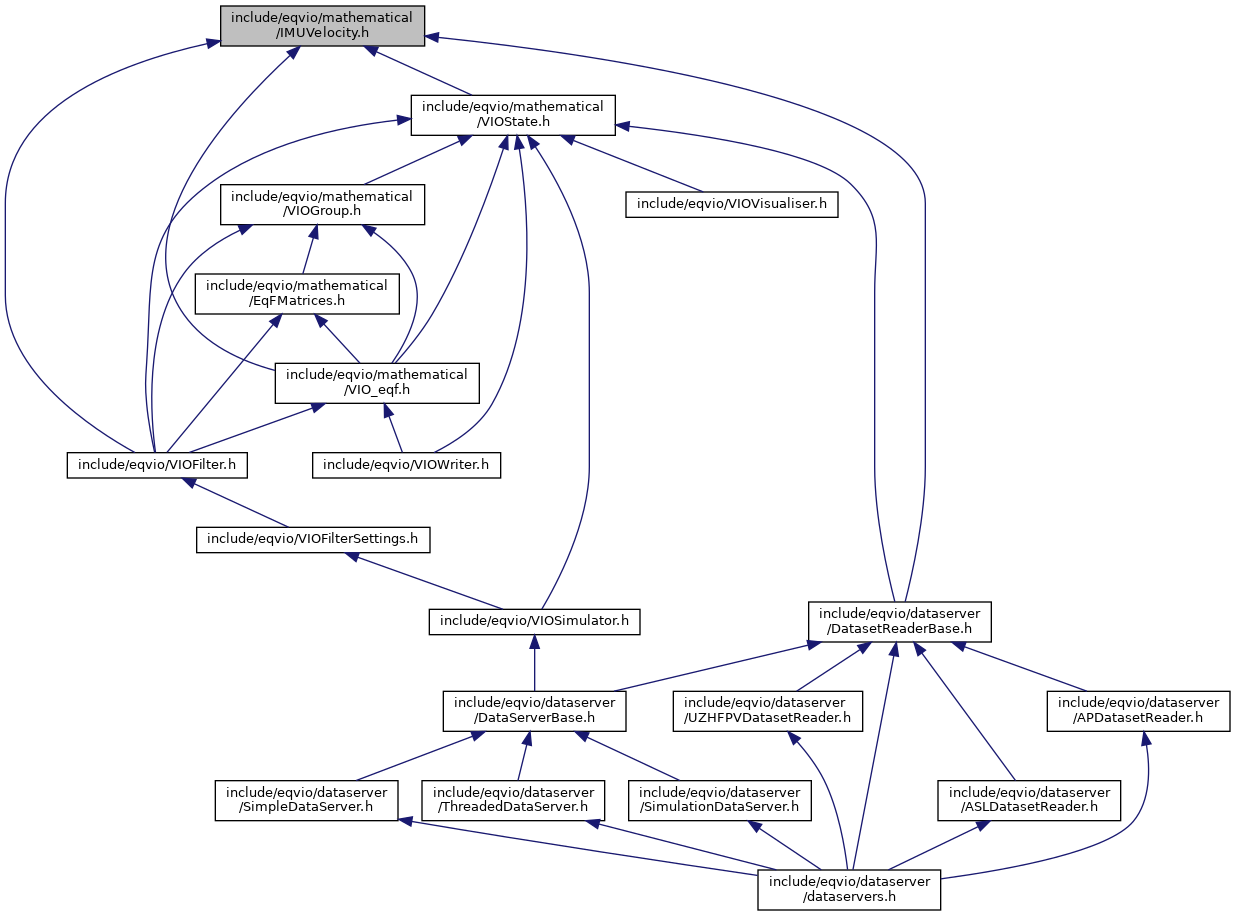 include/eqvio/mathematical
/IMUVelocity.h
include/eqvio/mathematical
/VIOState.h
include/eqvio/mathematical
/VIOGroup.h
include/eqvio/VIOVisualiser.h
include/eqvio/mathematical
/EqFMatrices.h
include/eqvio/mathematical
/VIO_eqf.h
include/eqvio/VIOFilter.h
include/eqvio/VIOWriter.h
include/eqvio/VIOFilterSettings.h
include/eqvio/VIOSimulator.h
include/eqvio/dataserver
/DatasetReaderBase.h
include/eqvio/dataserver
/DataServerBase.h
include/eqvio/dataserver
/UZHFPVDatasetReader.h
include/eqvio/dataserver
/APDatasetReader.h
include/eqvio/dataserver
/SimpleDataServer.h
include/eqvio/dataserver
/ThreadedDataServer.h
include/eqvio/dataserver
/SimulationDataServer.h
include/eqvio/dataserver
/ASLDatasetReader.h
include/eqvio/dataserver
/dataservers.h